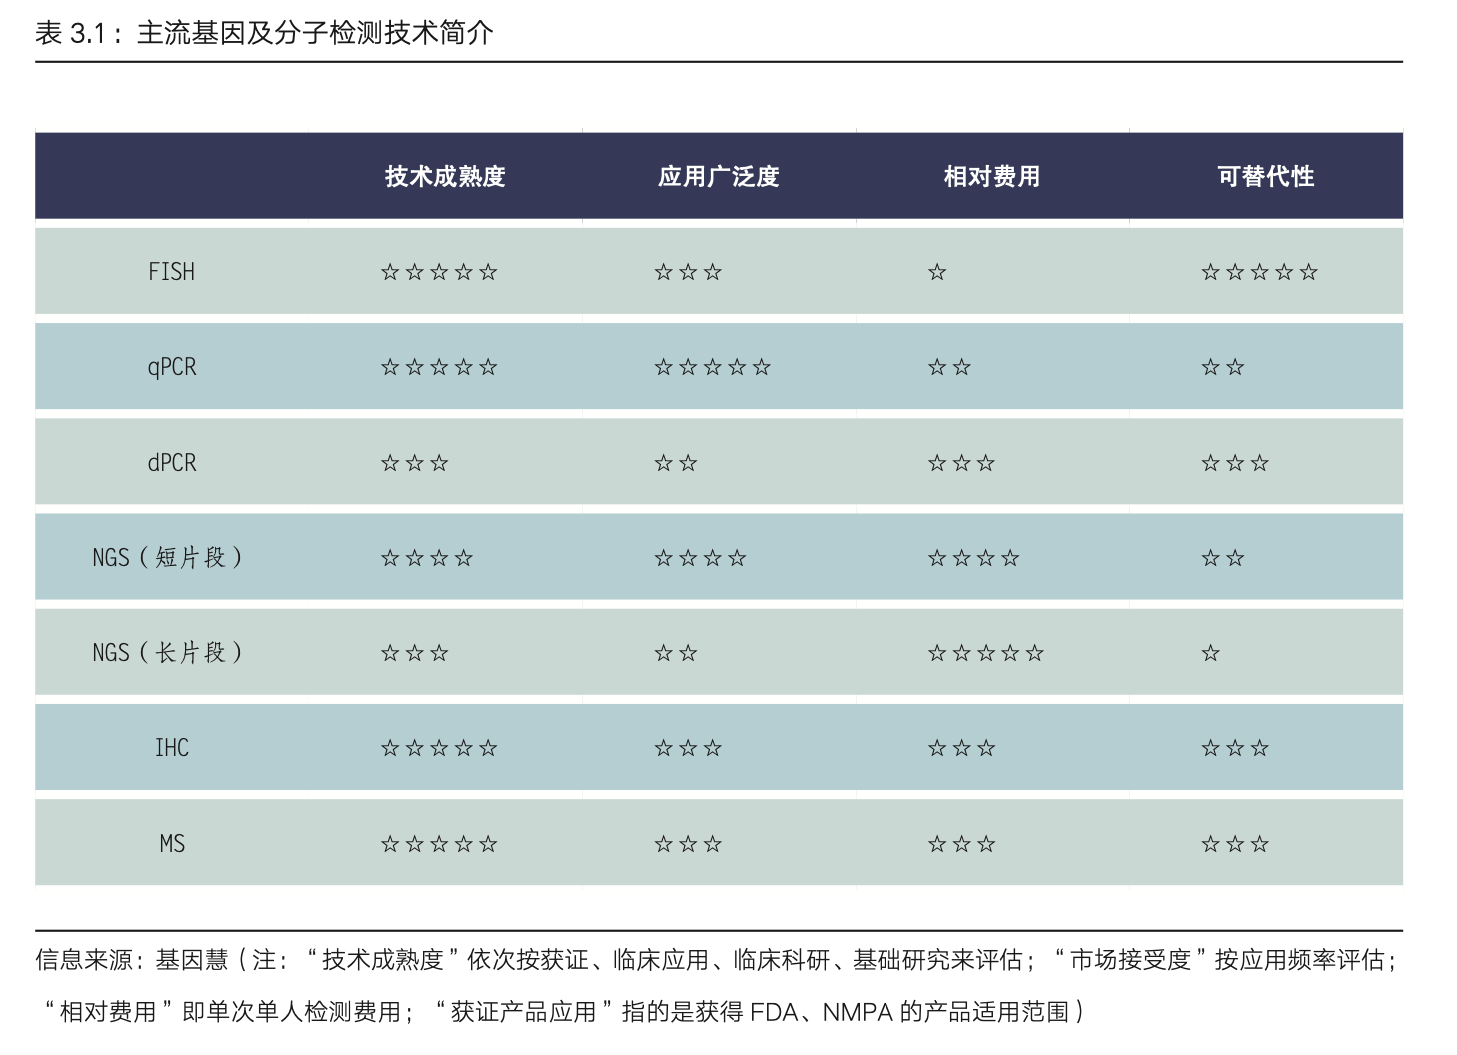 表 3.1：主流基因及分子检测技术简介
技术成熟度 应用广泛度 相对费用 可替代性
FISH ☆☆☆☆☆ ☆☆☆ ☆ ☆☆☆☆☆
qPCR ☆☆☆☆☆ ☆☆☆☆☆ ☆☆ ☆☆
dPCR ☆☆☆ ☆☆ ☆☆☆ ☆☆☆
NGS（短片段） ☆☆☆☆ ☆☆☆☆ ☆☆☆☆ ☆☆
NGS（长片段） ☆☆☆ ☆☆ ☆☆☆☆☆ ☆
IHC ☆☆☆☆☆ ☆☆☆ ☆☆☆ ☆☆☆
MS ☆☆☆☆☆ ☆☆☆ ☆☆☆ ☆☆☆
信息来源：基因慧（注：“技术成熟度”依次按获证、临床应用、临床科研、基础研究来评估；“市场接受度”按应用频率评估；
“相对费用”即单次单人检测费用；“获证产品应用”指的是获得 FDA、NMPA 的产品适用范围）